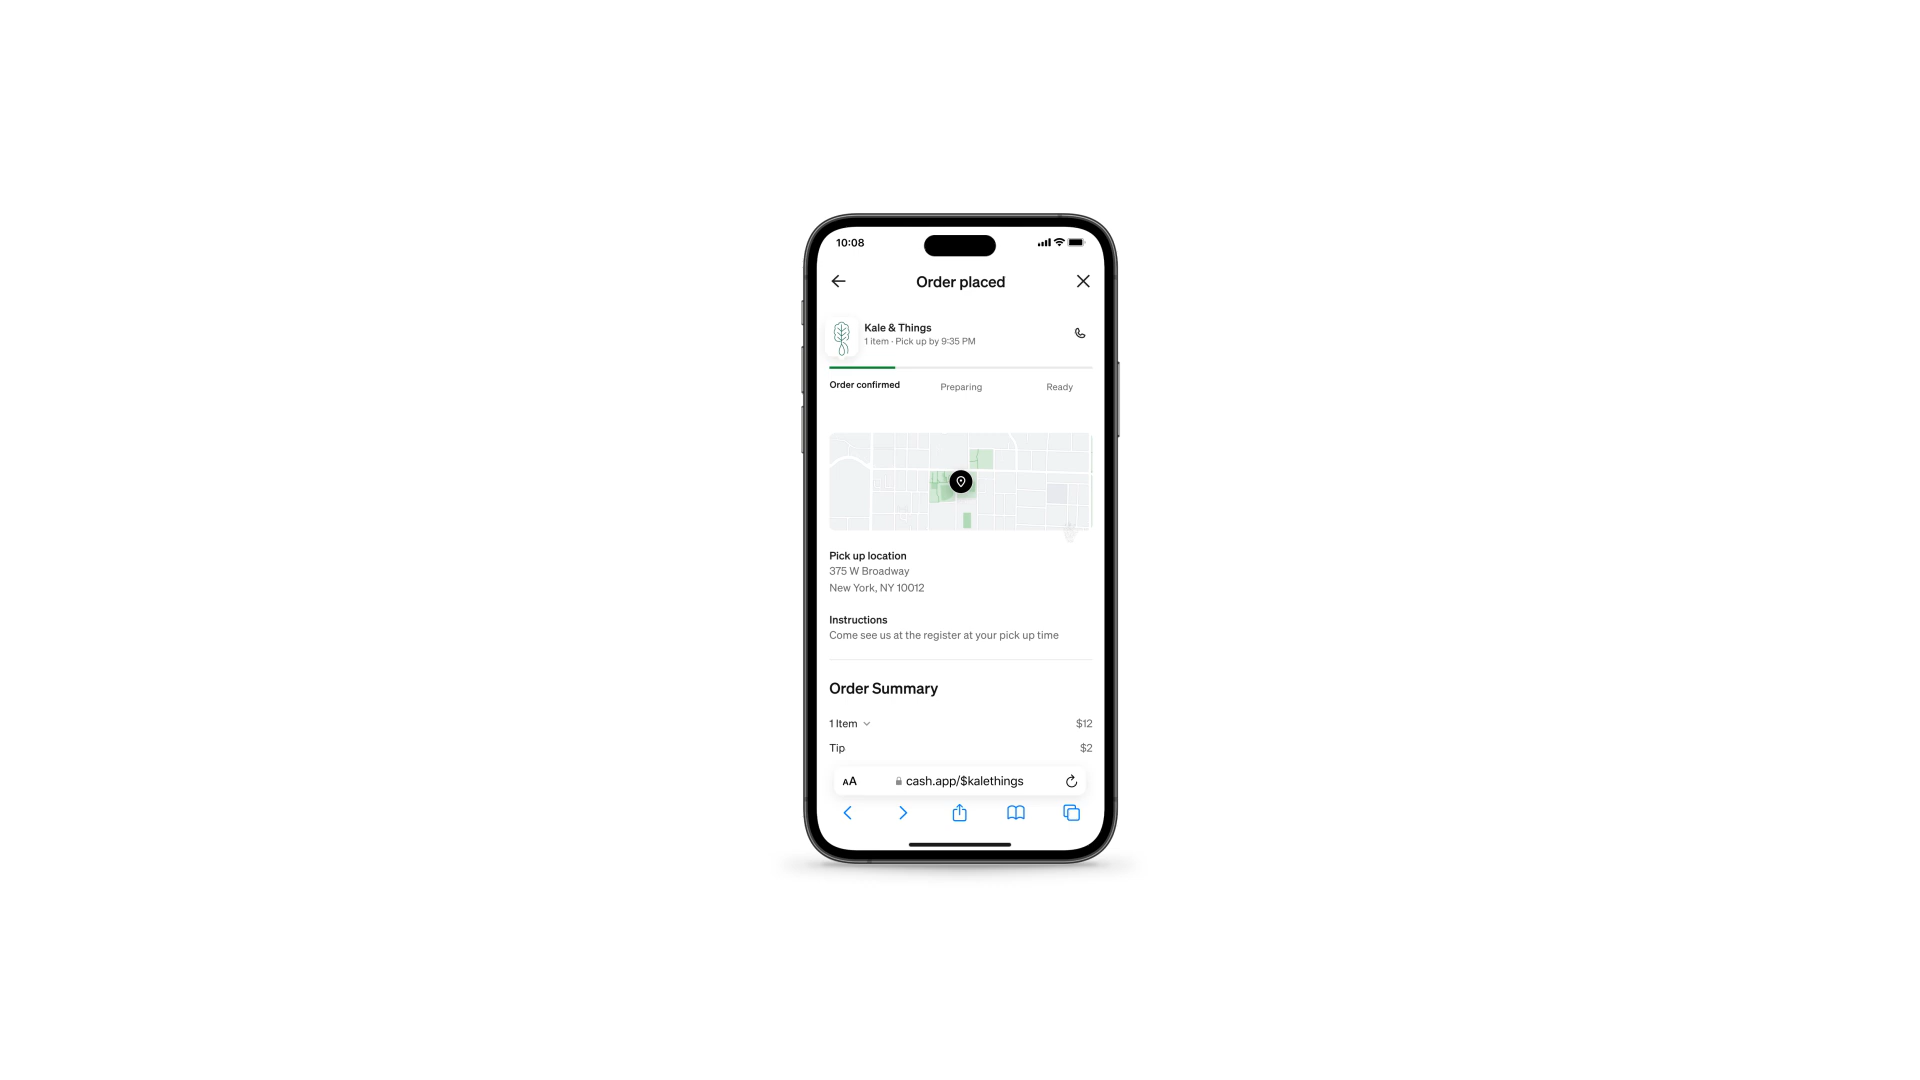 10:08
Order placed
Kale & Things
1 item · Pick up by 9:35 PM
Order confirmed
Preparing
Ready
Pick up location
375 W Broadway
New York, NY 10012
Instructions
Come see us at the register at your pick up time
Order Summary
1 Item
$12
Tip
$2
AA
cash.app/$kalethings